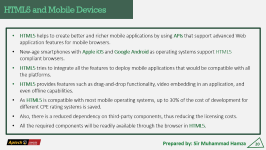 HTML5 and Mobile Devices
HTML5 helps to create better and richer mobile applications by using APIs that support advanced Web
application features for mobile browsers.
New-age smartphones with Apple iOS and Google Android as operating systems support HTML5
compliant browsers.
HTML5 tries to integrate all the features to deploy mobile applications that would be compatible with all
the platforms.
HTML5 provides features such as drag-and-drop functionality, video embedding in an application, and
even offline capabilities.
As HTML5 is compatible with most mobile operating systems, up to 30% of the cost of development for
different OS rating systems is saved.
Also, there is a reduced dependency on third-party components, thus reducing the licensing costs.
All the required components will be readily available through the browser in HTML5.
Aptech
Prepared by: Sir Muhammad Hamza